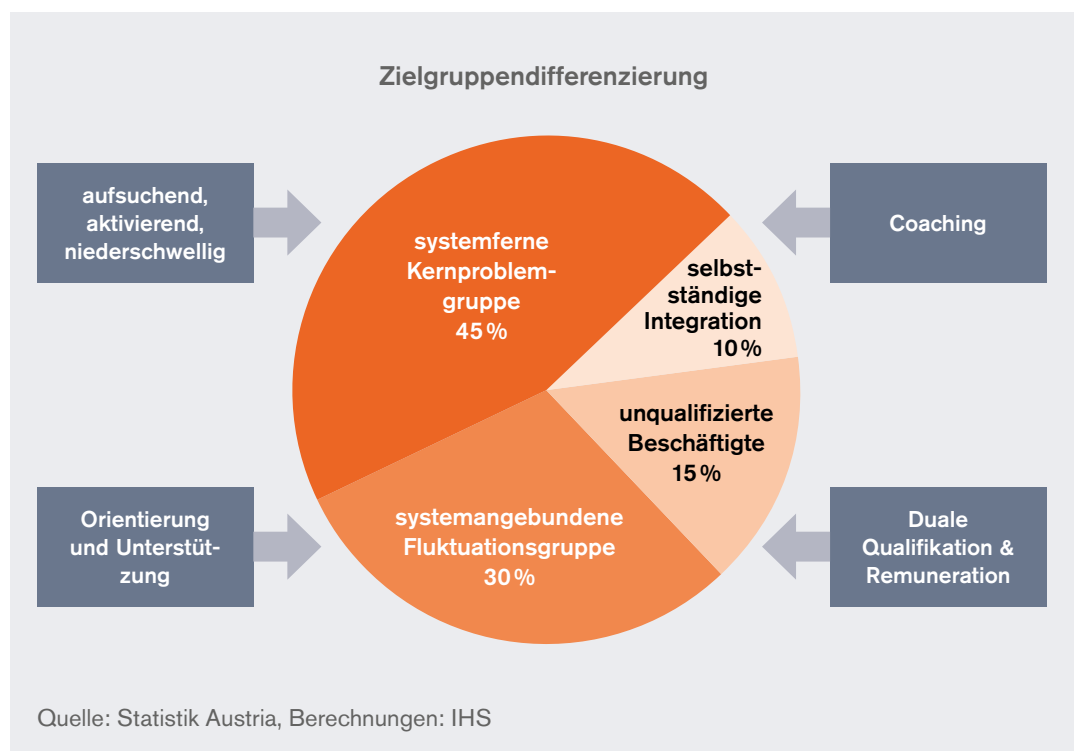 Zielgruppendifferenzierung
aufsuchend,
aktivierend,
niederschwellig
systemferne
Kernproblem-
gruppe
45 %
Coaching
selbst-
ständige
Integration
10 %
unqualifizierte
Beschäftigte
15 %
Orientierung
und Unterstüt-
zung
systemangebundene
Fluktuationsgruppe
30 %
Duale
Qualifikation &
Remuneration
Quelle: Statistik Austria, Berechnungen: IHS